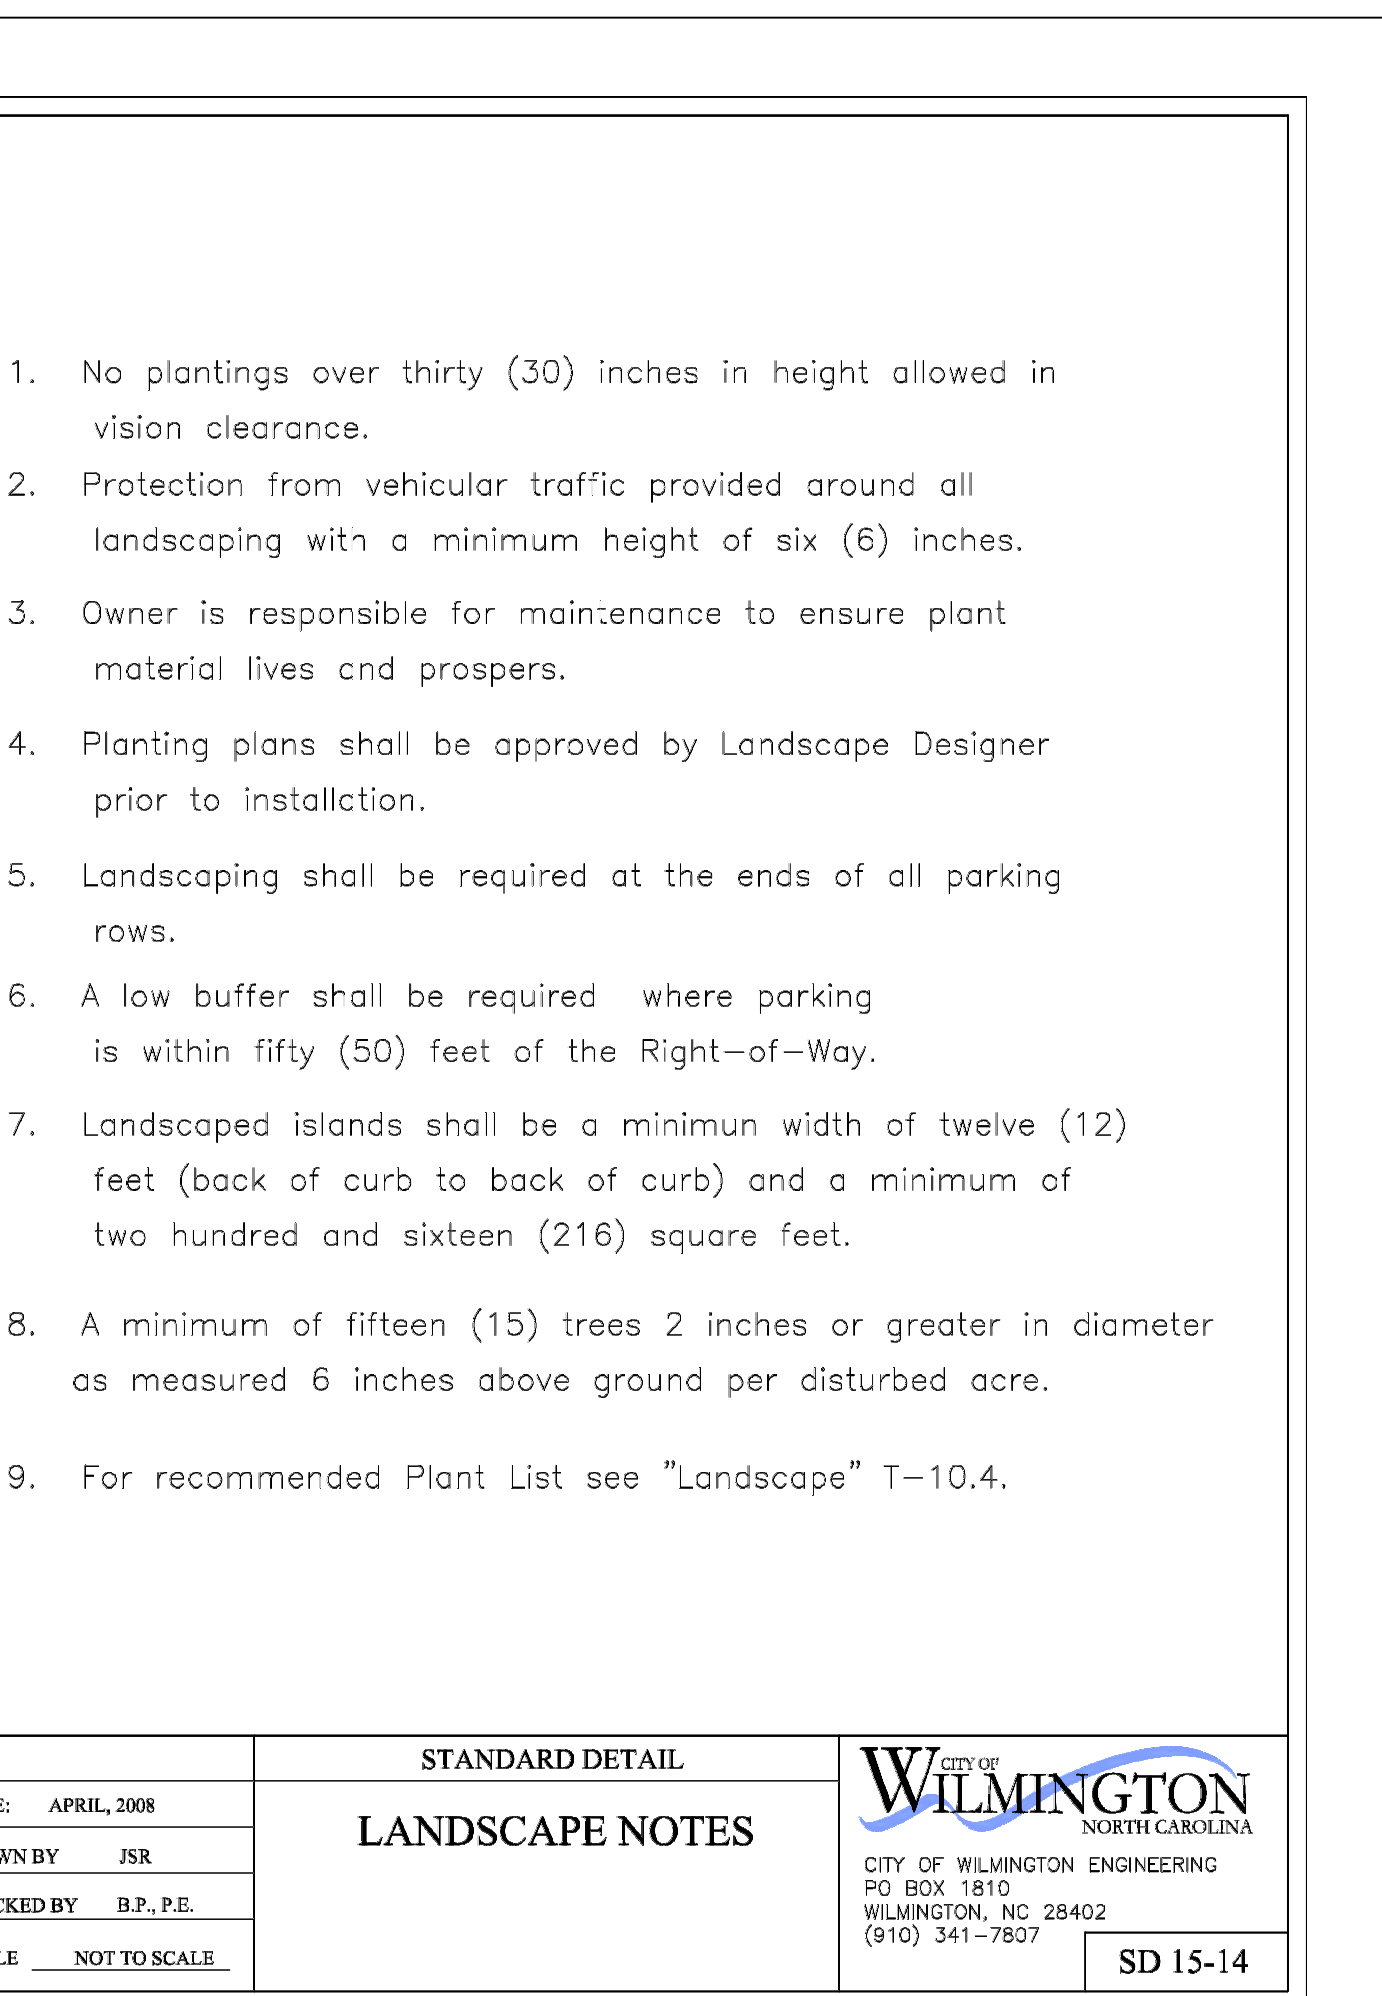 1. No plantings over thirty (30) inches in height allowed in
vision clearance.
2. Protection from vehicular traffic provided around all
landscaping with a minimum height of six (6) inches.
3. Owner is responsible for maintenance to ensure plant
material lives and prospers.
4. Planting plans shall be approved by Landscape Designer
prior to installation.
5. Landscaping shall be required at the ends of all parking
rows.
6. A low buffer shall be required where parking
is within fifty (50) feet of the Right-of-Way.
7. Landscaped islands shall be a minimun width of twelve (12)
feet (back of curb to back of curb) and a minimum of
two hundred and sixteen (216) square feet.
8. A minimum of fifteen (15) trees 2 inches or greater in diameter
as measured 6 inches above ground per disturbed acre.
9. For recommended Plant List see "Landscape" T-10.4.
E: APRIL, 2008
WN BY JSR
CKED BY B.P., P.E.
LE NOT TO SCALE
STANDARD DETAIL
LANDSCAPE NOTES
CITY OF
WILMINGTON
NORTH CAROLINA
CITY OF WILMINGTON ENGINEERING
PO BOX 1810
WILMINGTON, NC 28402
(910) 341-7807
SD 15-14